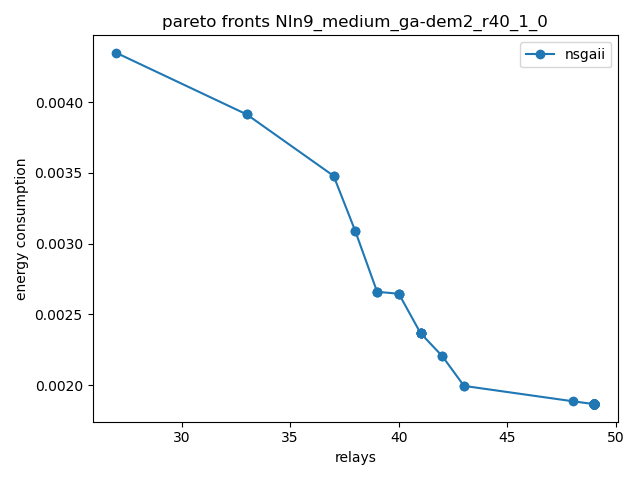 pareto fronts NIn9_medium_ga-dem2_r40_1_0
nsgaii
energy consumption
0.0040
0.0035
0.0030
0.0025
0.0020
30
35
40
45
50
relays